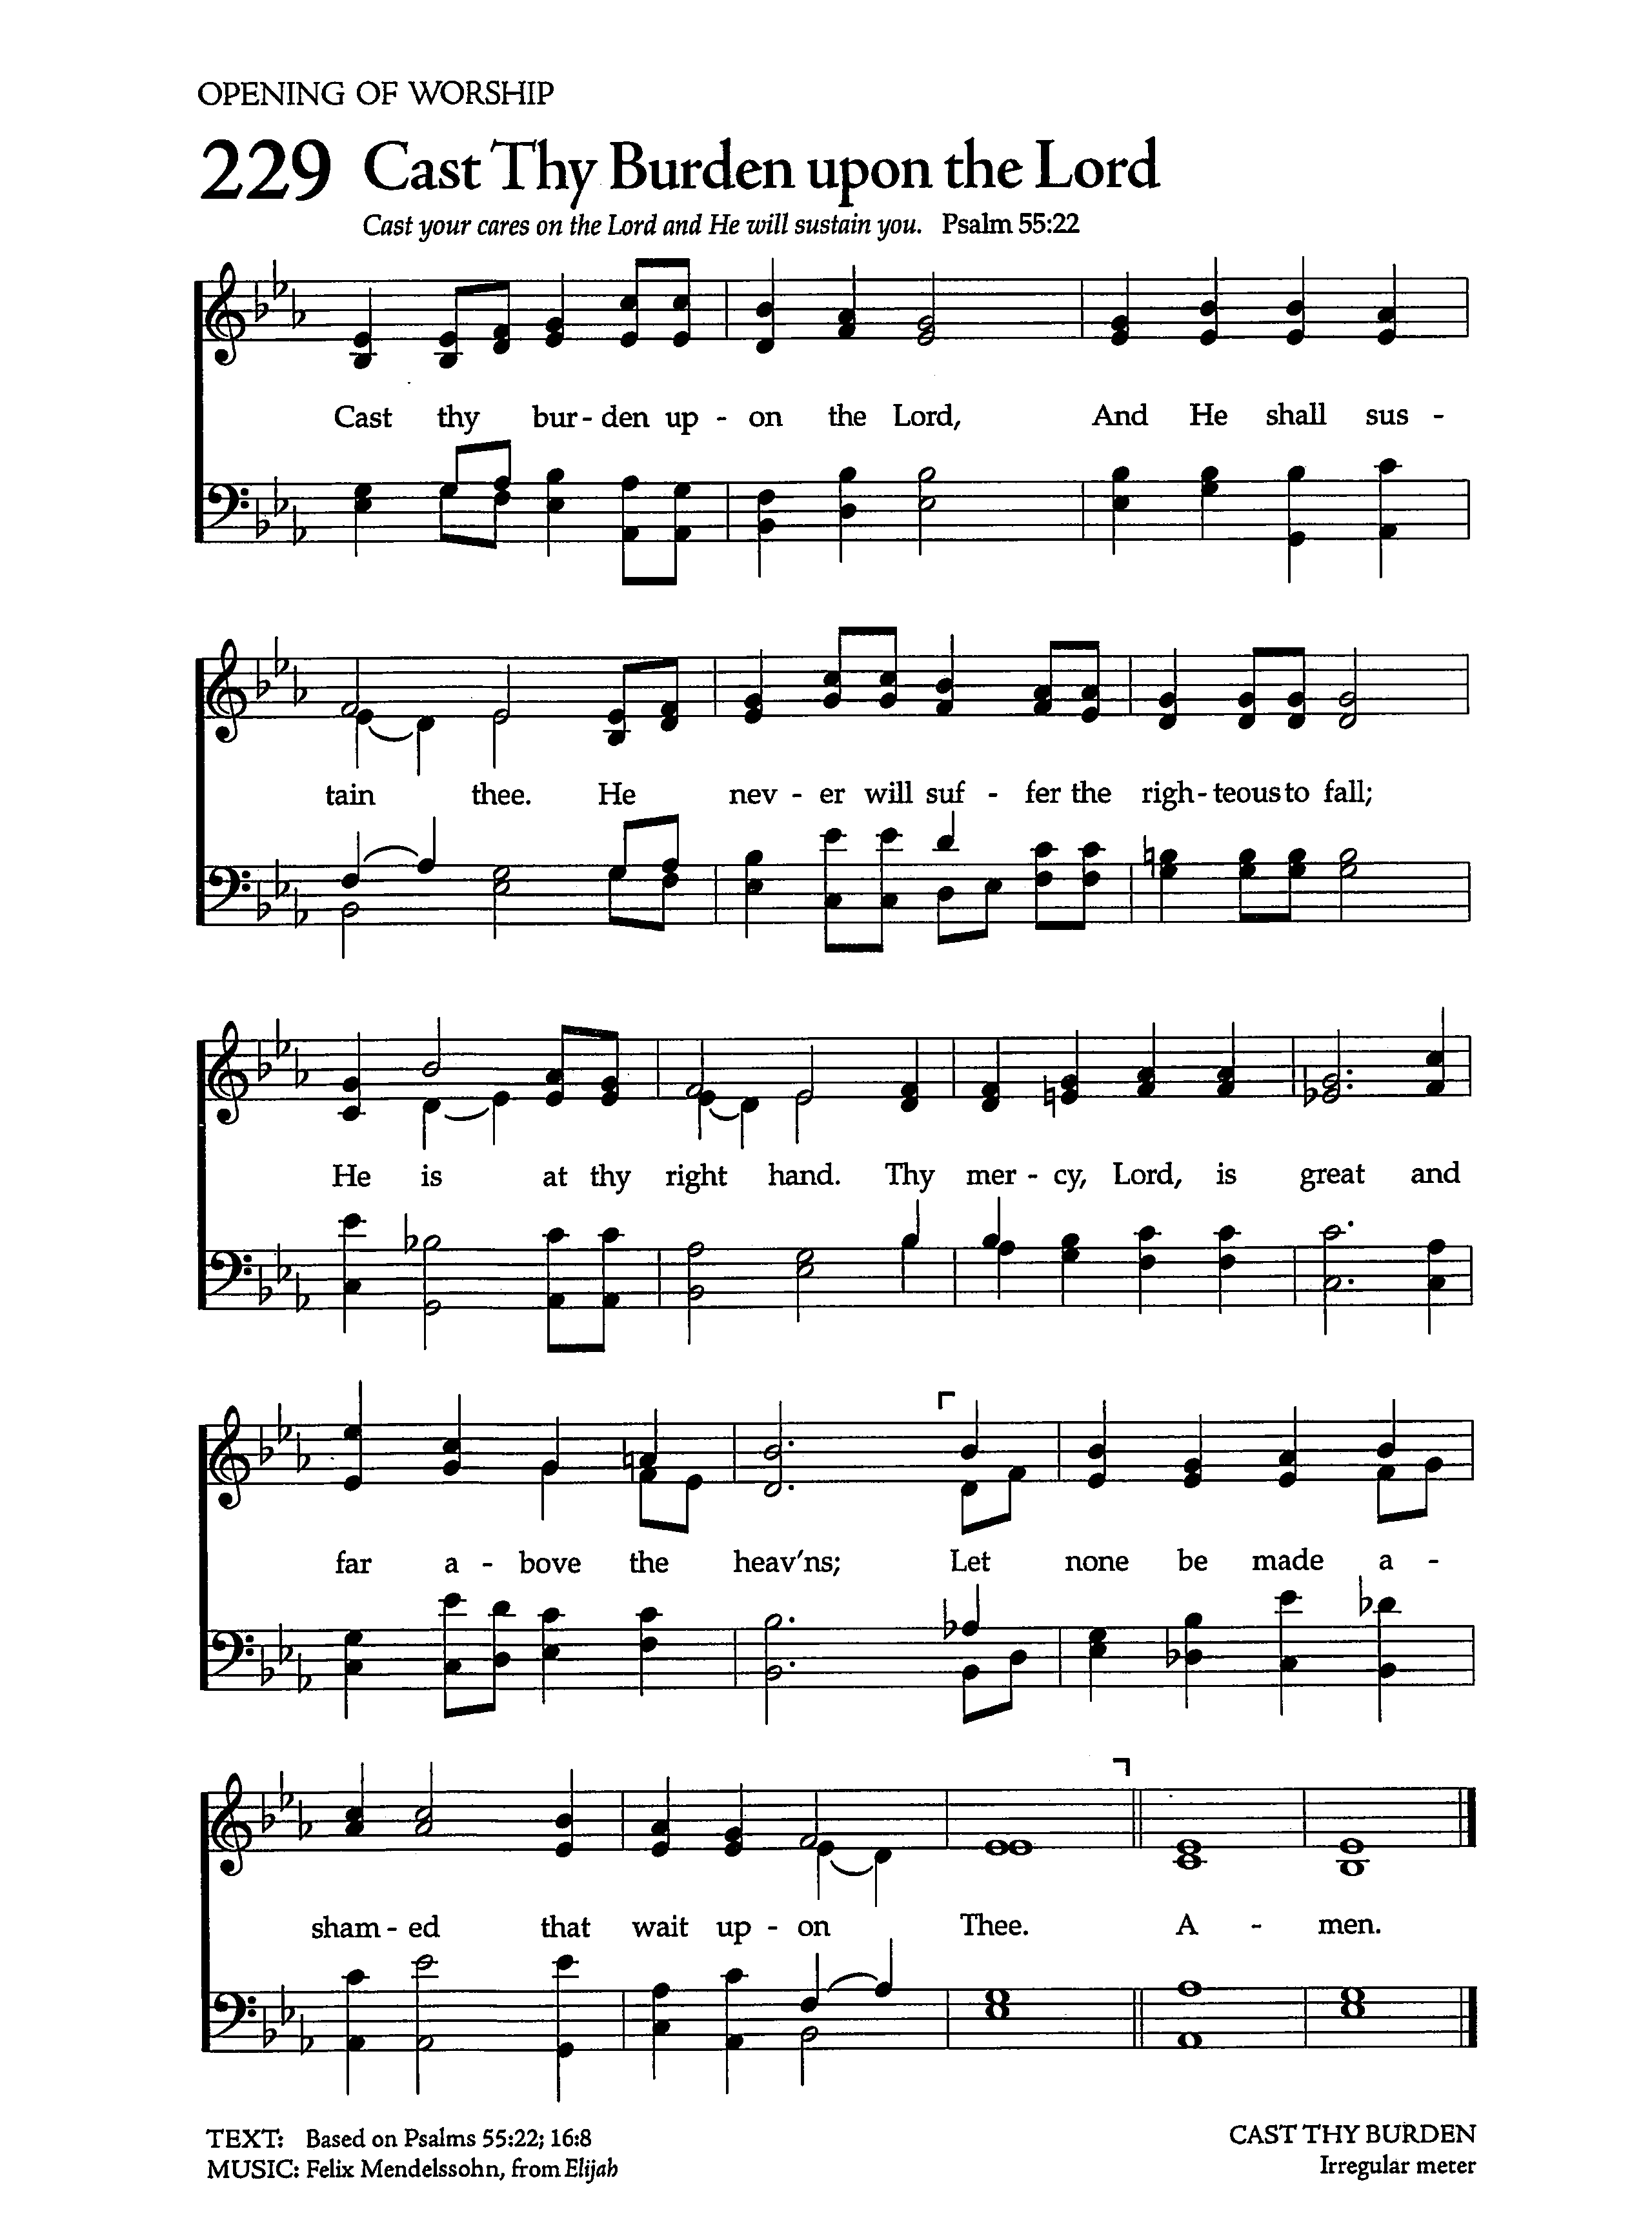 OPENING OF WORSHIP
229 Cast Thy Burden upon the Lord
Cast your cares on the Lord and He will sustain you. Psalm 55:22
Cast thy bur - den up - on the Lord, And He shall sus -
tain thee. He nev - er will suf - fer the righ - teous to fall;
He is at thy right hand. Thy mer - cy, Lord, is great and
far a - bove the heav'ns; Let none be made a -
sham - ed that wait up - on Thee. A - men.
TEXT: Based on Psalms 55:22; 16:8
MUSIC: Felix Mendelssohn, from Elijah
CAST THY BURDEN
Irregular meter